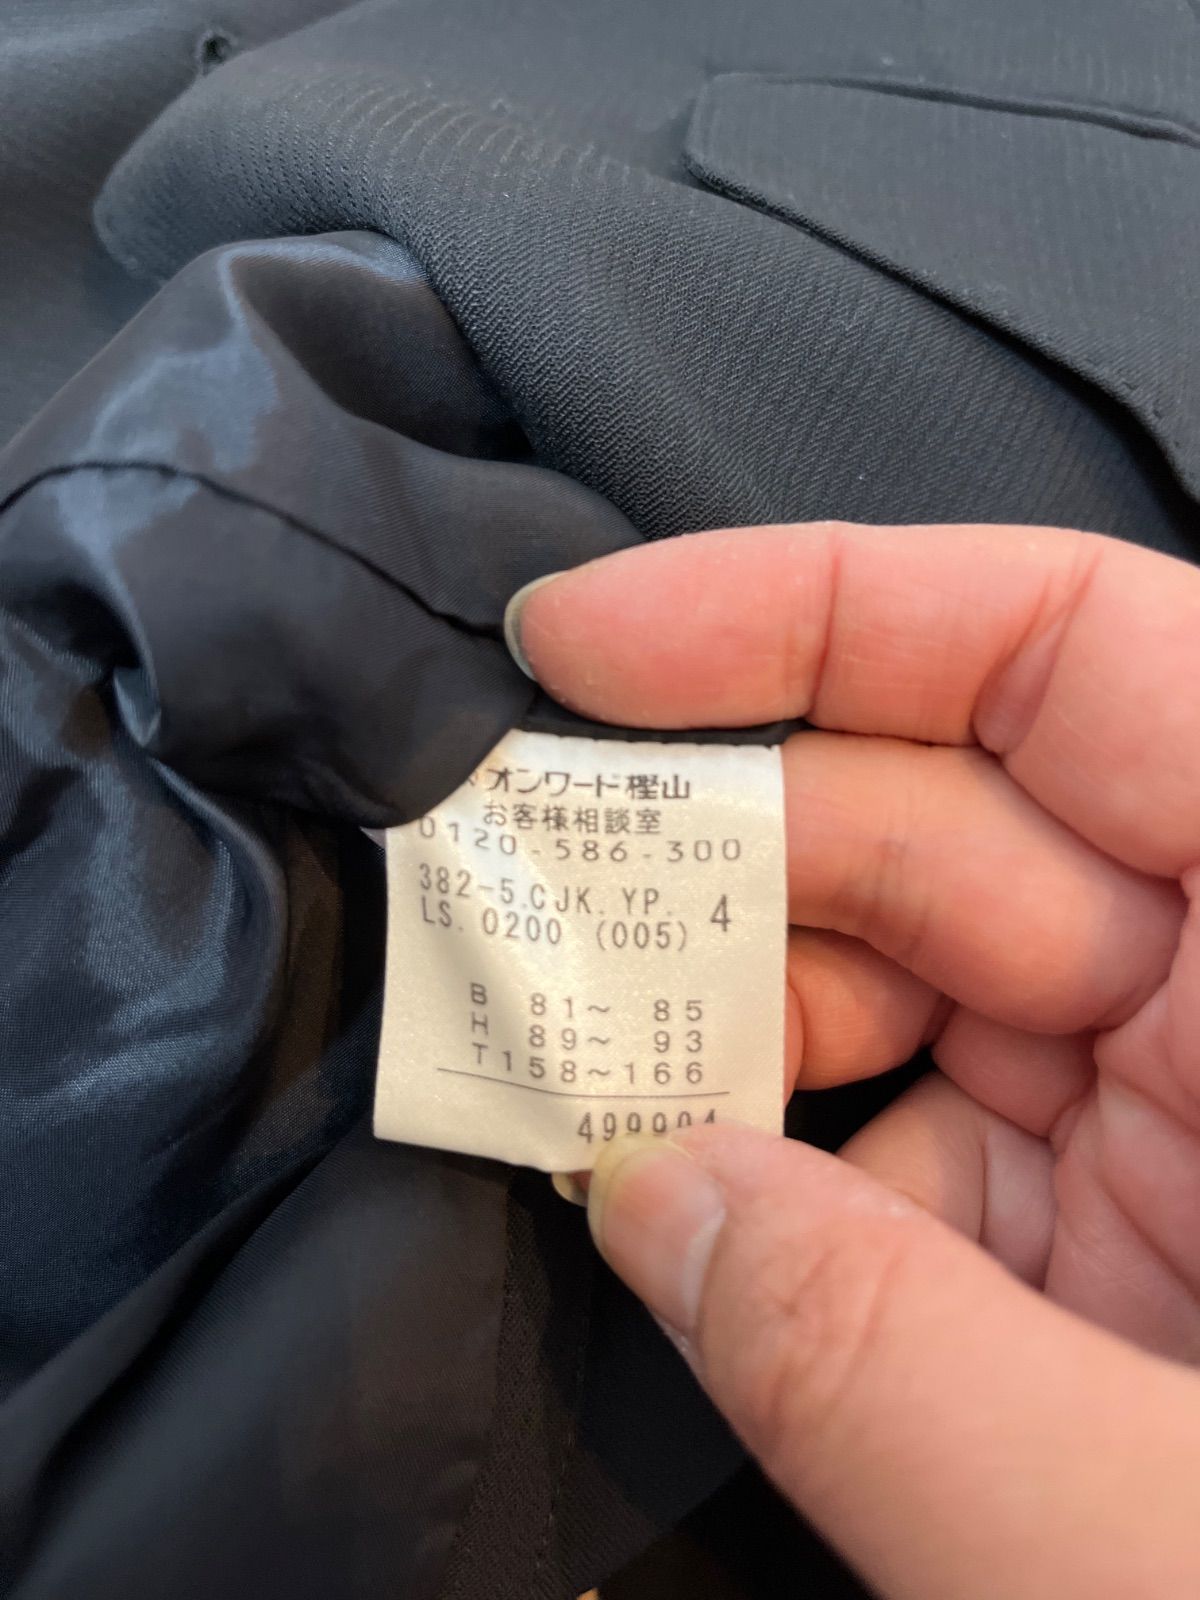 オンワード樫山
お客様相談室
0120-586-300
382-5.CJK.YP. 4
LS. 0200 (005)
B 81～ 85
H 89～ 93
T158～166